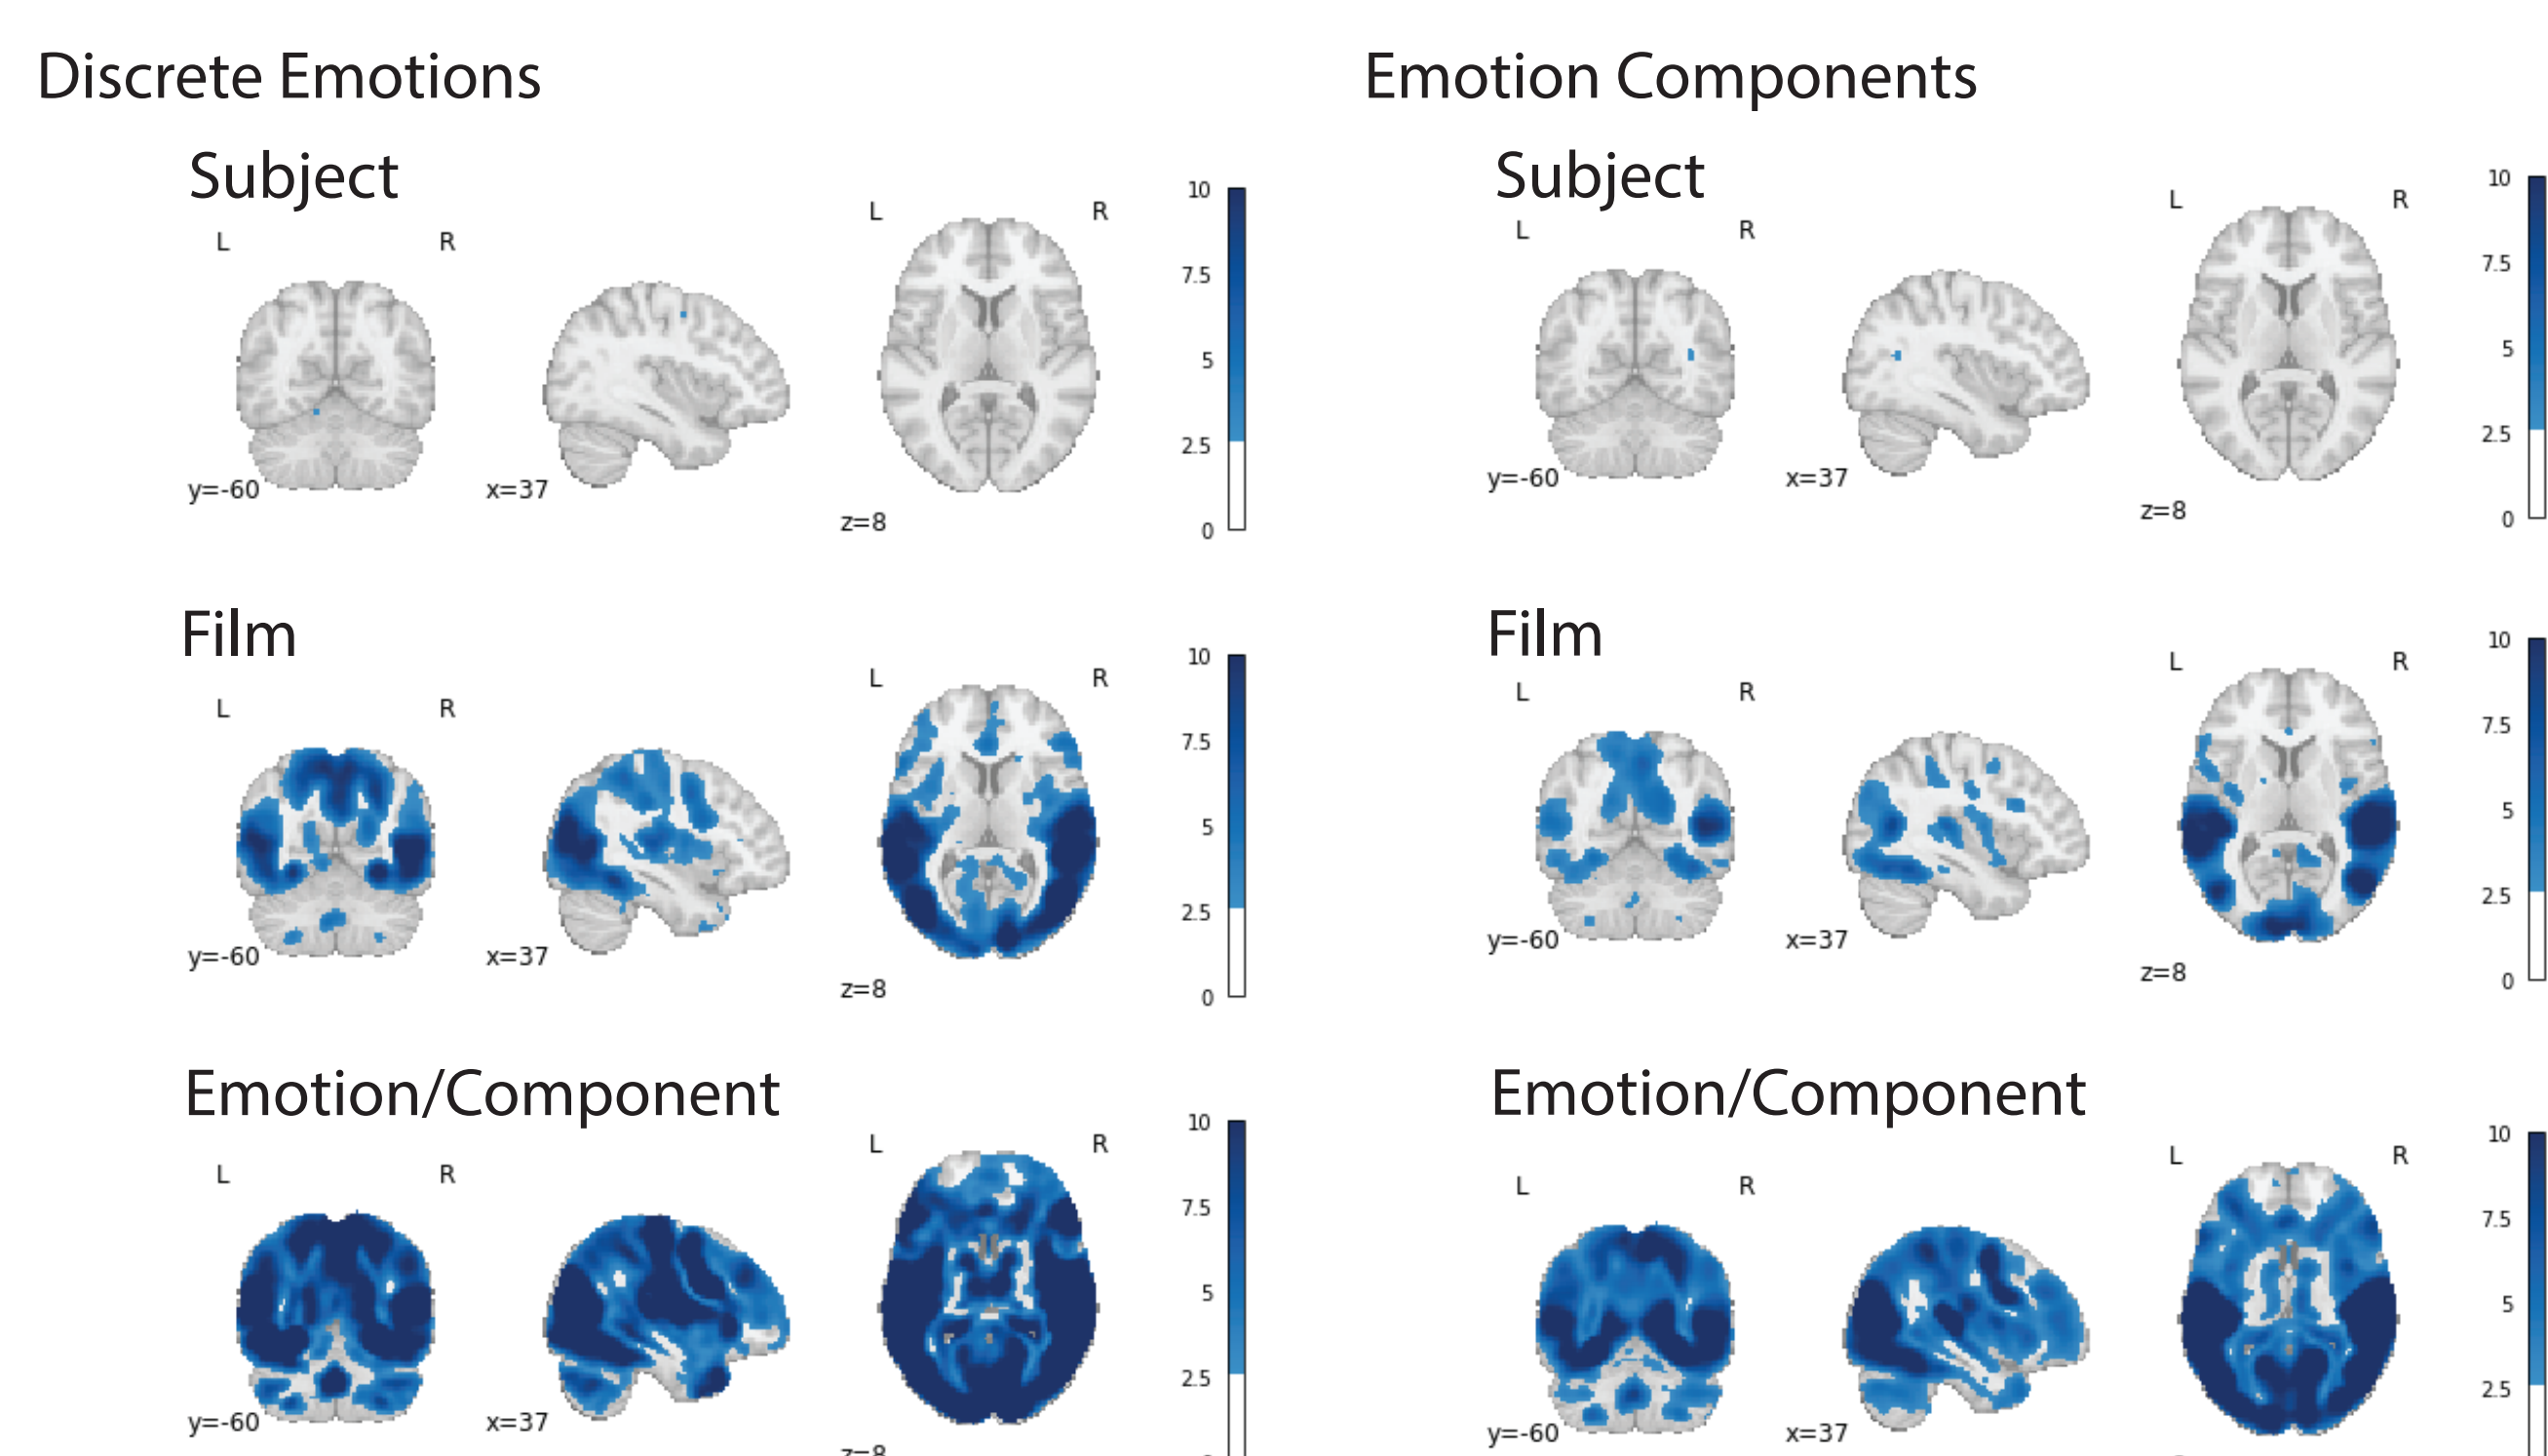 Discrete Emotions
Emotion Components
Subject
L R
L R
10
7.5
5
2.5
0
y=-60 x=37 z=8
Subject
L R
L R
10
7.5
5
2.5
0
y=-60 x=37 z=8
Film
L R
L R
10
7.5
5
2.5
0
y=-60 x=37 z=8
Film
L R
L R
10
7.5
5
2.5
0
y=-60 x=37 z=8
Emotion/Component
L R
L R
10
7.5
5
2.5
y=-60 x=37 z=8
Emotion/Component
L R
L R
10
7.5
5
2.5
y=-60 x=37